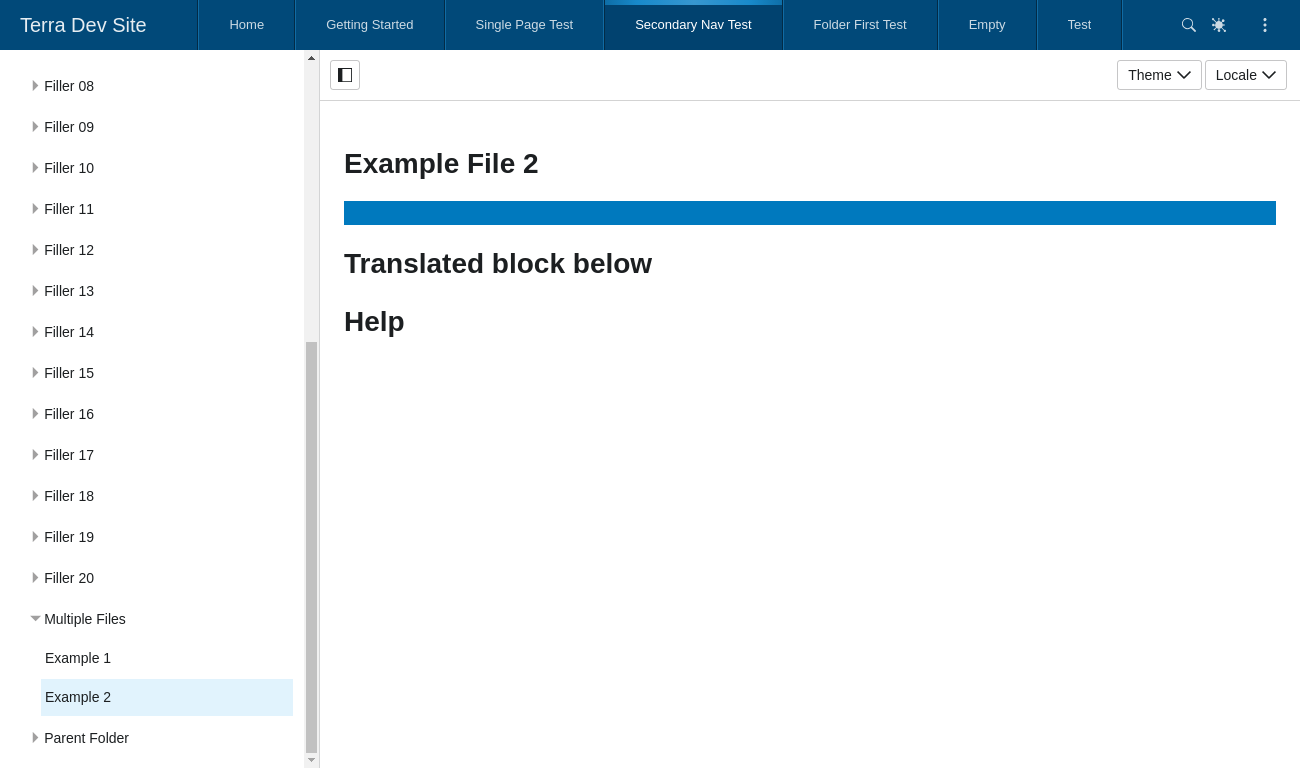 Terra Dev Site
Home
Getting Started
Single Page Test
Secondary Nav Test
Folder First Test
Empty
Test
Filler 08
Filler 09
Filler 10
Filler 11
Filler 12
Filler 13
Filler 14
Filler 15
Filler 16
Filler 17
Filler 18
Filler 19
Filler 20
Multiple Files
Example 1
Example 2
Parent Folder
Theme
Locale
Example File 2
Translated block below
Help